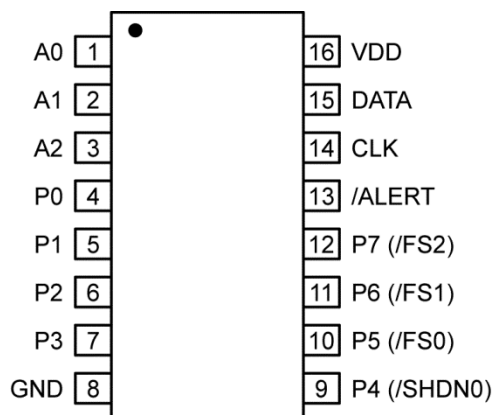 A0 1 16 VDD
A1 2 15 DATA
A2 3 14 CLK
P0 4 13 /ALERT
P1 5 12 P7 (/FS2)
P2 6 11 P6 (/FS1)
P3 7 10 P5 (/FS0)
GND 8 9 P4 (/SHDN0)